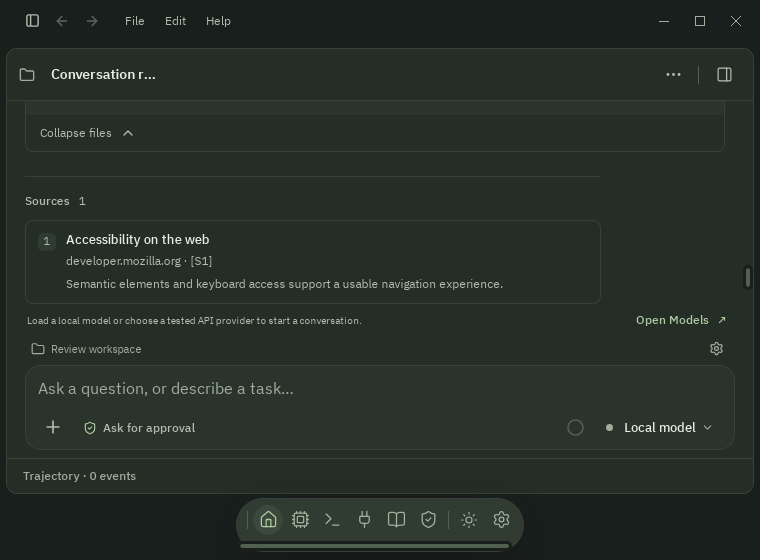 File Edit Help
Conversation r...
Collapse files
Sources 1
1 Accessibility on the web
developer.mozilla.org · [S1]
Semantic elements and keyboard access support a usable navigation experience.
Load a local model or choose a tested API provider to start a conversation.
Open Models ↗
Review workspace
Ask a question, or describe a task...
Ask for approval
Local model
Trajectory · 0 events